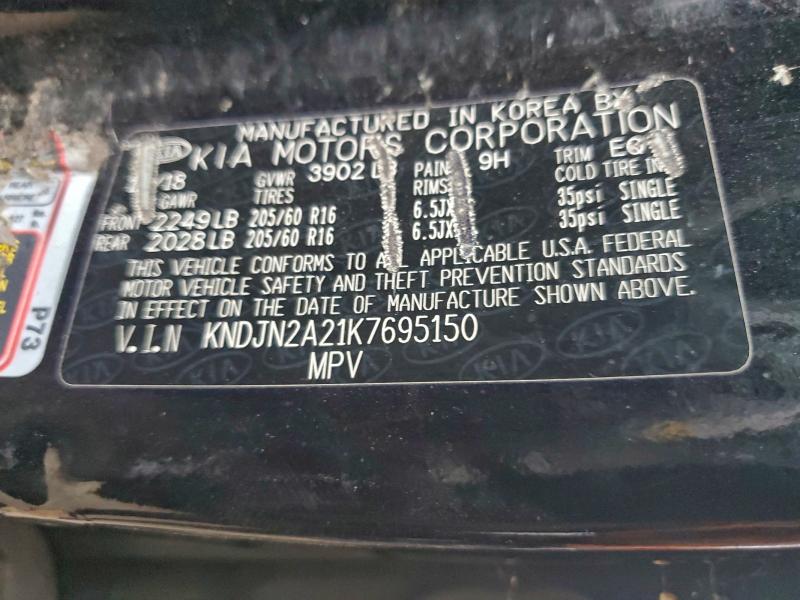 MANUFACTURED IN KOREA BY
KIA KIA MOTORS CORPORATION
GVWR 3902 PAIN 9H TRIM
GAWR TIRES RIMS COLD TIRE
FRONT 2249LB 205/60 R16 6.5JX 35psi SINGLE
REAR 2028LB 205/60 R16 6.5JX 35psi SINGLE
THIS VEHICLE CONFORMS TO APPLICABLE U.S.A. FEDERAL
MOTOR VEHICLE SAFETY AND THEFT PREVENTION STANDARDS
IN EFFECT ON THE DATE OF MANUFACTURE SHOWN ABOVE.
V.I.N KNDJN2A21K7695150
MPV
P73